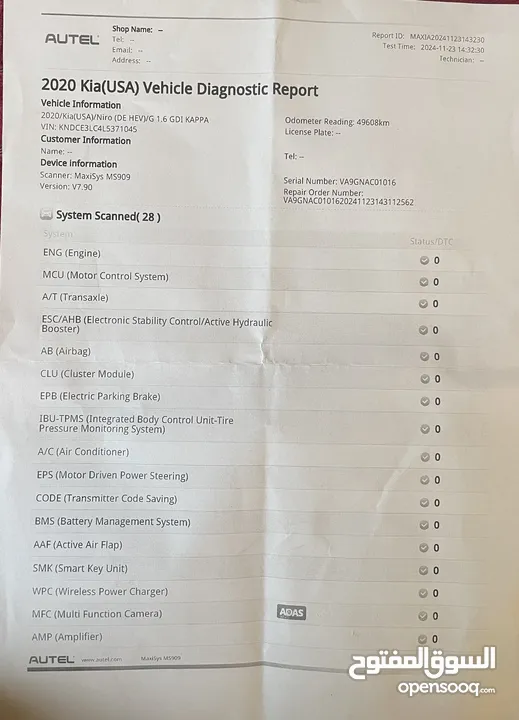 AUTEL
Shop Name: --
Tel: --
Email: --
Address: --
Report ID: MAXIA20241123143230
Test Time: 2024-11-23 14:32:30
Technician: --
2020 Kia(USA) Vehicle Diagnostic Report
Vehicle Information
2020/Kia(USA)/Niro (DE HEV)/G 1.6 GDI KAPPA
VIN: KNDCE3LC4L5371045
Odometer Reading: 49608km
License Plate: --
Customer Information
Name: --
Tel: --
Device information
Scanner: MaxiSys MS909
Version: V7.90
Serial Number: VA9GNAC01016
Repair Order Number:
VA9GNAC0101620241123143112562
System Scanned( 28 )
System Status/DTC
ENG (Engine) 0
MCU (Motor Control System) 0
A/T (Transaxle) 0
ESC/AHB (Electronic Stability Control/Active Hydraulic
Booster) 0
AB (Airbag) 0
CLU (Cluster Module) 0
EPB (Electric Parking Brake) 0
IBU-TPMS (Integrated Body Control Unit-Tire
Pressure Monitoring System) 0
A/C (Air Conditioner) 0
EPS (Motor Driven Power Steering) 0
CODE (Transmitter Code Saving) 0
BMS (Battery Management System) 0
AAF (Active Air Flap) 0
SMK (Smart Key Unit) 0
WPC (Wireless Power Charger) 0
MFC (Multi Function Camera) ADAS 0
AMP (Amplifier) 0
AUTEL www.autel.com MaxiSys MS909
السوق المفتوح
opensooq.com